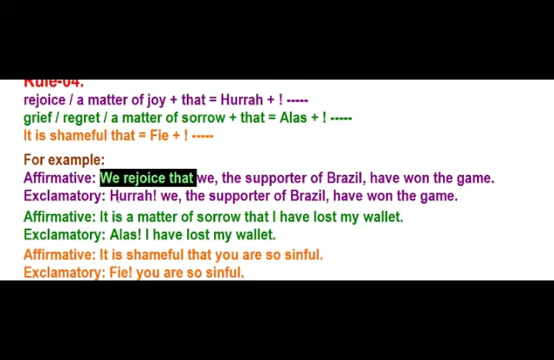 Rule-04:
rejoice / a matter of joy + that = Hurrah + ! -----
grief / regret / a matter of sorrow + that = Alas + ! -----
It is shameful that = Fie + ! -----
For example:
Affirmative: We rejoice that we, the supporter of Brazil, have won the game.
Exclamatory: Hurrah! we, the supporter of Brazil, have won the game.
Affirmative: It is a matter of sorrow that I have lost my wallet.
Exclamatory: Alas! I have lost my wallet.
Affirmative: It is shameful that you are so sinful.
Exclamatory: Fie! you are so sinful.